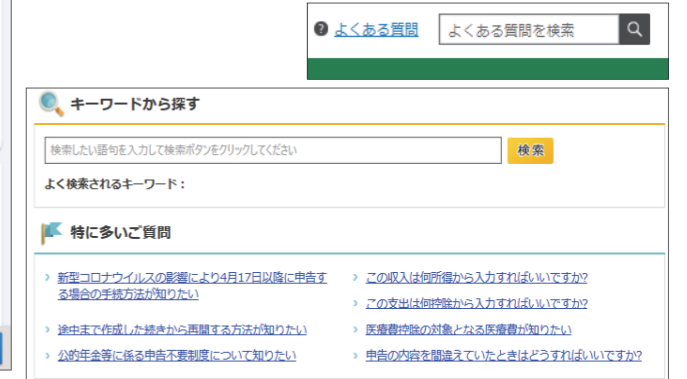 ? よくある質問 よくある質問を検索
キーワードから探す
検索したい語句を入力して検索ボタンをクリックしてください 検索
よく検索されるキーワード：
特に多いご質問
新型コロナウイルスの影響により4月17日以降に申告す
る場合の手続方法が知りたい
途中まで作成した続きから再開する方法が知りたい
公的年金等に係る申告不要制度について知りたい
この収入は何所得から入力すればいいですか?
この支出は何控除から入力すればいいですか?
医療費控除の対象となる医療費が知りたい
申告の内容を間違えていたときはどうすればいいですか?